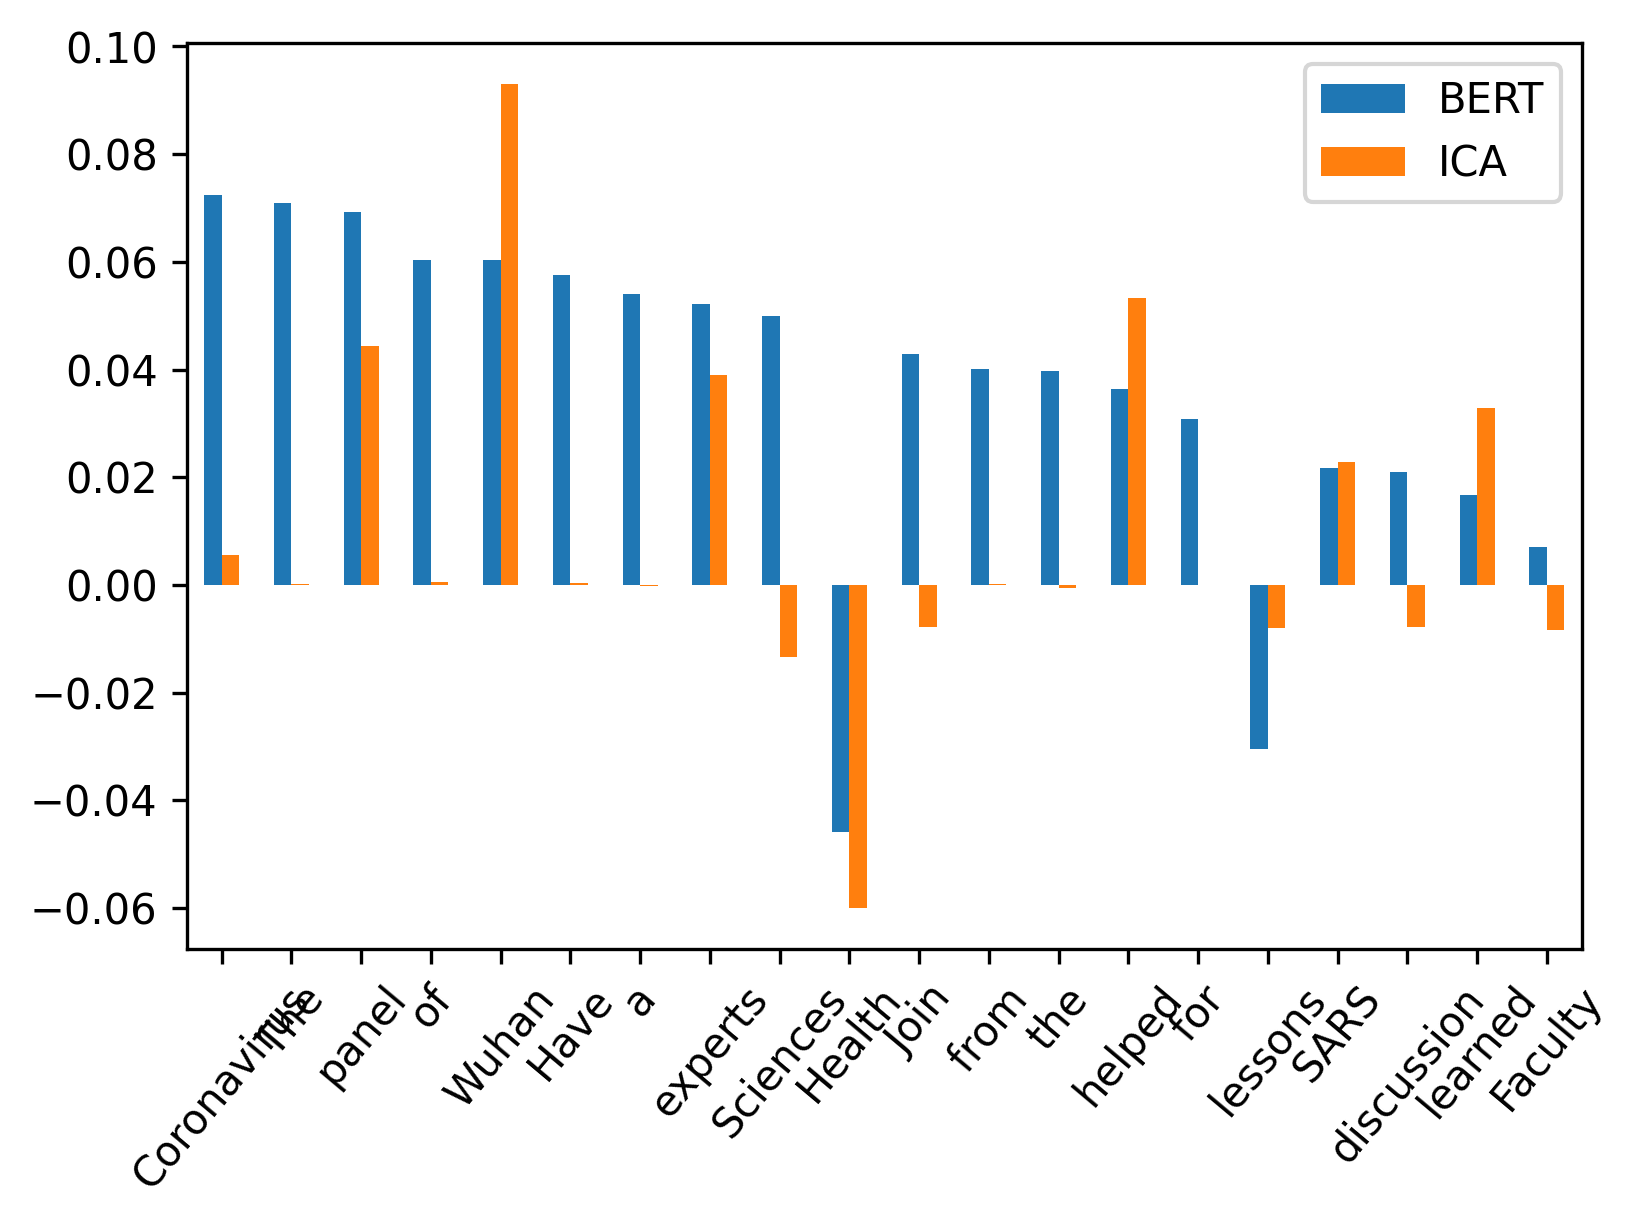 0.10
0.08
0.06
0.04
0.02
0.00
−0.02
−0.04
−0.06
BERT
ICA
Coronavirus
The
panel
of
Wuhan
Have
a
experts
Sciences
Health
Join
from
the
helped
for
lessons
SARS
discussion
learned
Faculty